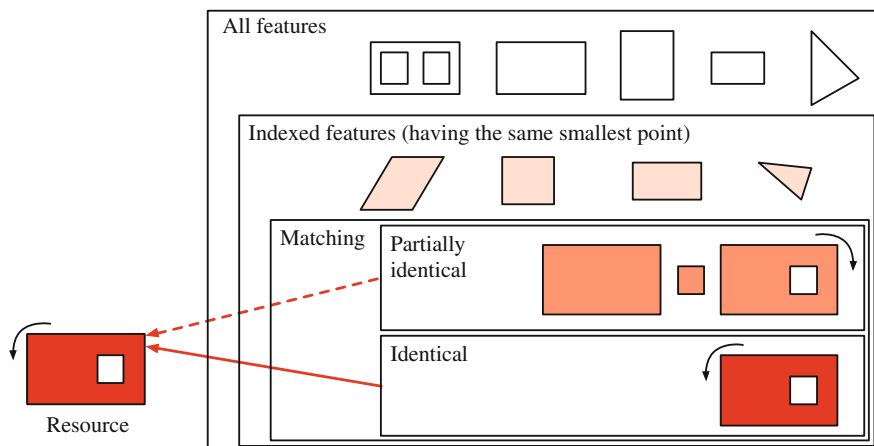 All features
Indexed features (having the same smallest point)
Matching
Partially
identical
Identical
Resource